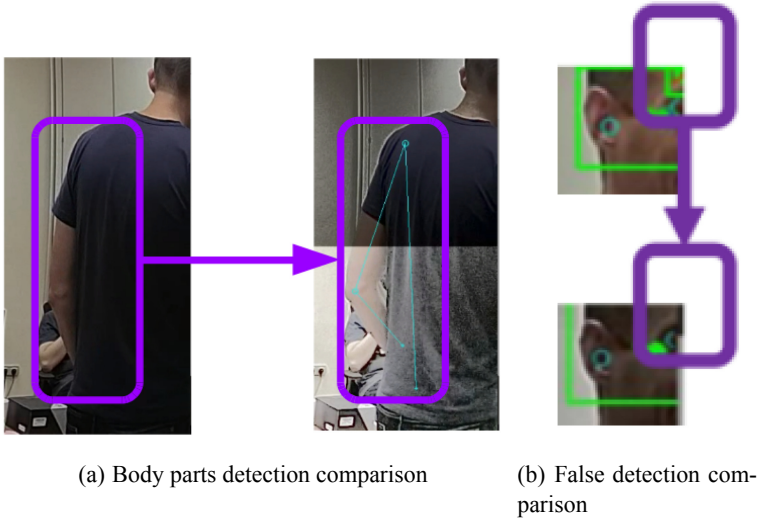 (a) Body parts detection comparison
(b) False detection com-
parison